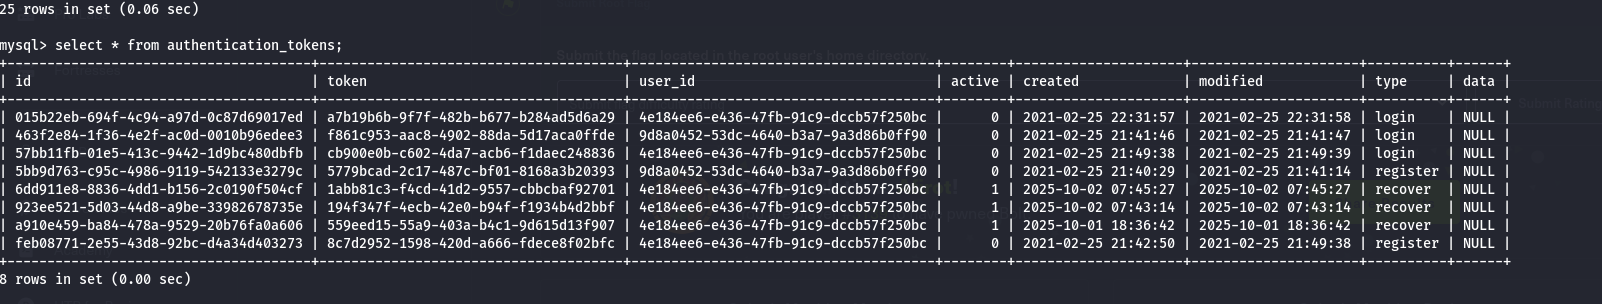 25 rows in set (0.06 sec)
mysql> select * from authentication_tokens;
Submit the flag located in the root user's home directory.
+--------------------------------------+--------------------------------------+--------------------------------------+--------+---------------------+---------------------+----------+------+
| id | token | user_id | active | created | modified | type | data |
+--------------------------------------+--------------------------------------+--------------------------------------+--------+---------------------+---------------------+----------+------+
| 015b22eb-694f-4c94-a97d-0c87d69017ed | a7b19b6b-9f7f-482b-b677-b284ad5d6a29 | 4e184ee6-e436-47fb-91c9-dccb57f250bc | 0 | 2021-02-25 22:31:57 | 2021-02-25 22:31:58 | login | NULL |
| 463f2e84-1f36-4e2f-ac0d-0010b96edee3 | f861c953-aac8-4902-88da-5d17aca0ffde | 9d8a0452-53dc-4640-b3a7-9a3d86b0ff90 | 0 | 2021-02-25 21:41:46 | 2021-02-25 21:41:47 | login | NULL |
| 57bb11fb-01e5-413c-9442-1d9bc480dbfb | cb900e0b-c602-4da7-acb6-f1daec248836 | 4e184ee6-e436-47fb-91c9-dccb57f250bc | 0 | 2021-02-25 21:49:38 | 2021-02-25 21:49:39 | login | NULL |
| 5bb9d763-c95c-4986-9119-542133e3279c | 5779bcad-2c17-487c-bf01-8168a3b20393 | 9d8a0452-53dc-4640-b3a7-9a3d86b0ff90 | 0 | 2021-02-25 21:40:29 | 2021-02-25 21:41:14 | register | NULL |
| 6dd911e8-8836-4dd1-b156-2c0190f504cf | 1abb81c3-f4cd-41d2-9557-cbbcbaf92701 | 4e184ee6-e436-47fb-91c9-dccb57f250bc | 1 | 2025-10-02 07:45:27 | 2025-10-02 07:45:27 | recover | NULL |
| 923ee521-5d03-44d8-a9be-33982678735e | 194f347f-4ecb-42e0-b94f-f1934b4d2bbf | 4e184ee6-e436-47fb-91c9-dccb57f250bc | 1 | 2025-10-02 07:43:14 | 2025-10-02 07:43:14 | recover | NULL |
| a910e459-ba84-478a-9529-20b76fa0a606 | 559eed15-55a9-403a-b4c1-9d615d13f907 | 4e184ee6-e436-47fb-91c9-dccb57f250bc | 1 | 2025-10-01 18:36:42 | 2025-10-01 18:36:42 | recover | NULL |
| feb08771-2e55-43d8-92bc-d4a34d403273 | 8c7d2952-1598-420d-a666-fdece8f02bfc | 4e184ee6-e436-47fb-91c9-dccb57f250bc | 0 | 2021-02-25 21:42:50 | 2021-02-25 21:49:38 | register | NULL |
+--------------------------------------+--------------------------------------+--------------------------------------+--------+---------------------+---------------------+----------+------+
8 rows in set (0.00 sec)